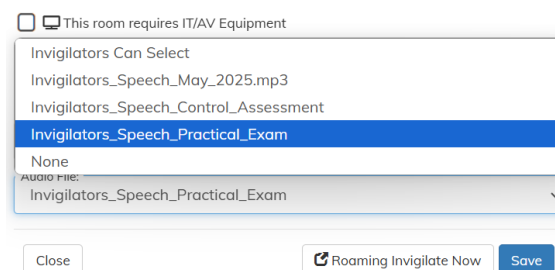 This room requires IT/AV Equipment
Invigilators Can Select
Invigilators_Speech_May_2025.mp3
Invigilators_Speech_Control_Assessment
Invigilators_Speech_Practical_Exam
None
Audio File:
Invigilators_Speech_Practical_Exam
Close Roaming Invigilate Now Save